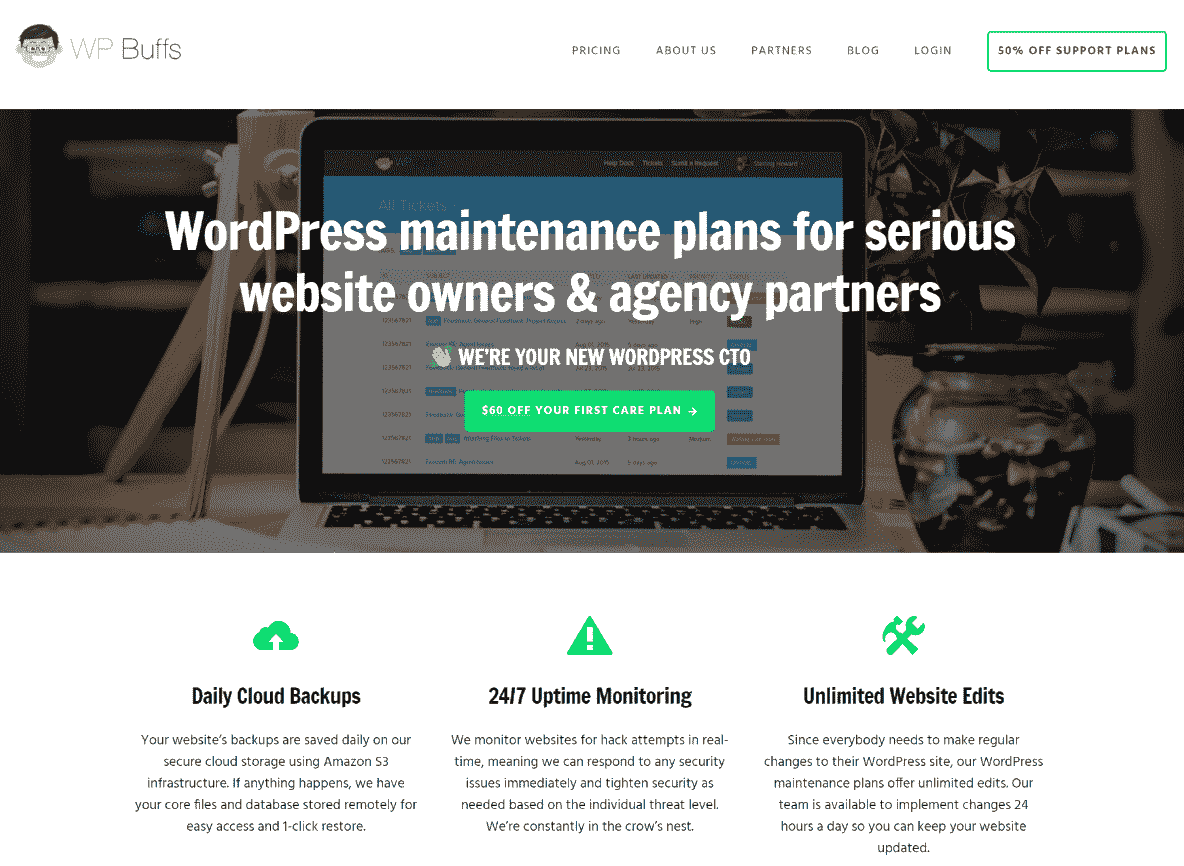 WP Buffs
PRICING
ABOUT US
PARTNERS
BLOG
LOGIN
50% OFF SUPPORT PLANS
Help Desk Tickets Submit a Request
All Tickets
WordPress maintenance plans for serious
website owners & agency partners
👋 WE'RE YOUR NEW WORDPRESS CTO
$60 OFF YOUR FIRST CARE PLAN →
Daily Cloud Backups
Your website's backups are saved daily on our
secure cloud storage using Amazon S3
infrastructure. If anything happens, we have
your core files and database stored remotely for
easy access and 1-click restore.
24/7 Uptime Monitoring
We monitor websites for hack attempts in real-
time, meaning we can respond to any security
issues immediately and tighten security as
needed based on the individual threat level.
We're constantly in the crow's nest.
Unlimited Website Edits
Since everybody needs to make regular
changes to their WordPress site, our WordPress
maintenance plans offer unlimited edits. Our
team is available to implement changes 24
hours a day so you can keep your website
updated.